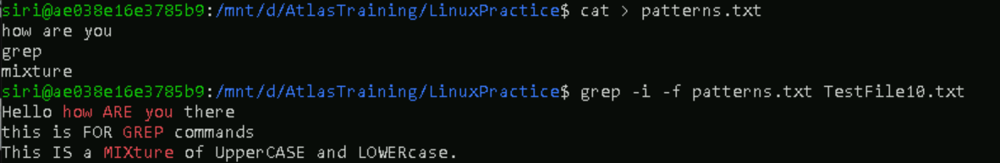 siri@ae038e16e3785b9:/mnt/d/AtlasTraining/LinuxPractice$ cat > patterns.txt
how are you
grep
mixture
siri@ae038e16e3785b9:/mnt/d/AtlasTraining/LinuxPractice$ grep -i -f patterns.txt TestFile10.txt
Hello how ARE you there
this is FOR GREP commands
This IS a MIXture of UpperCASE and LOWERcase.